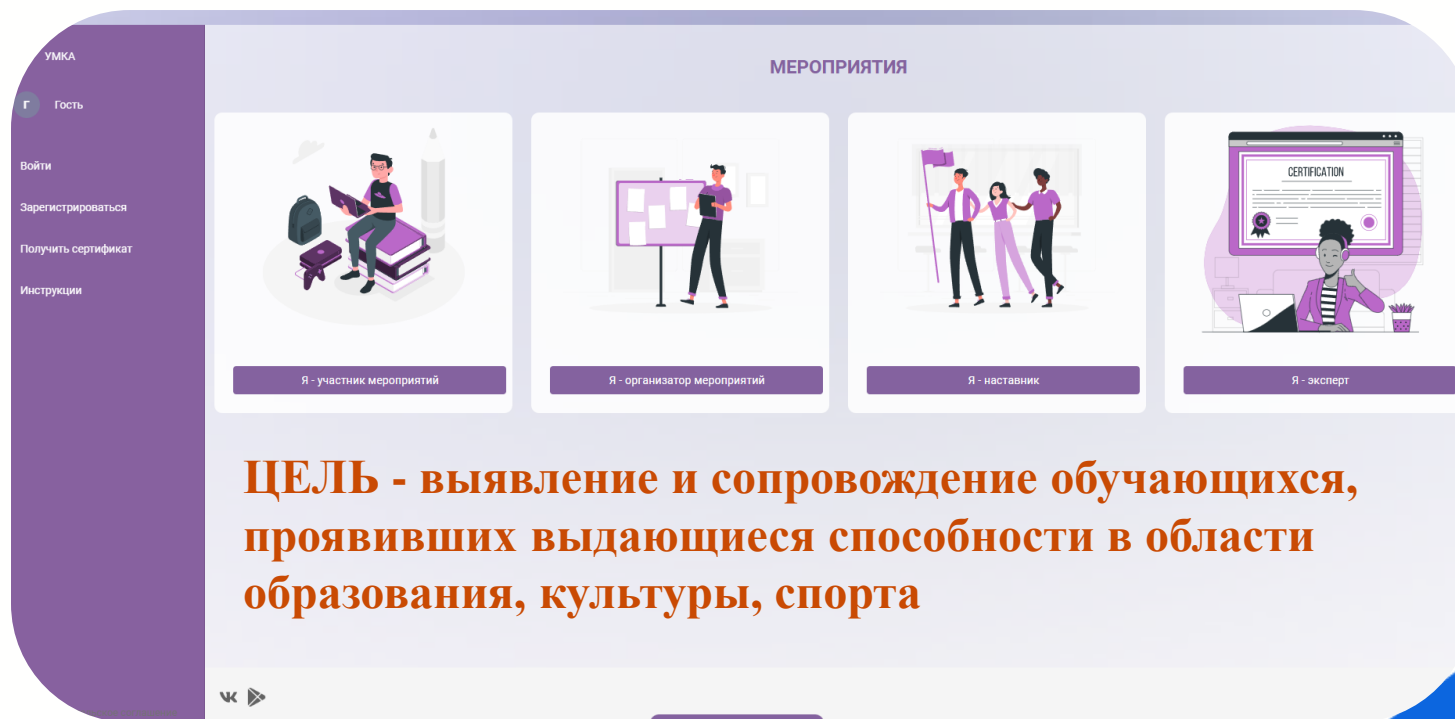 УМКА
МЕРОПРИЯТИЯ
Г
Гость
Войти
Зарегистрироваться
Получить сертификат
Инструкции
CERTIFICATION
Я - участник мероприятий
Я - организатор мероприятий
Я - наставник
Я - эксперт
ЦЕЛЬ - выявление и сопровождение обучающихся,
проявивших выдающиеся способности в области
образования, культуры, спорта